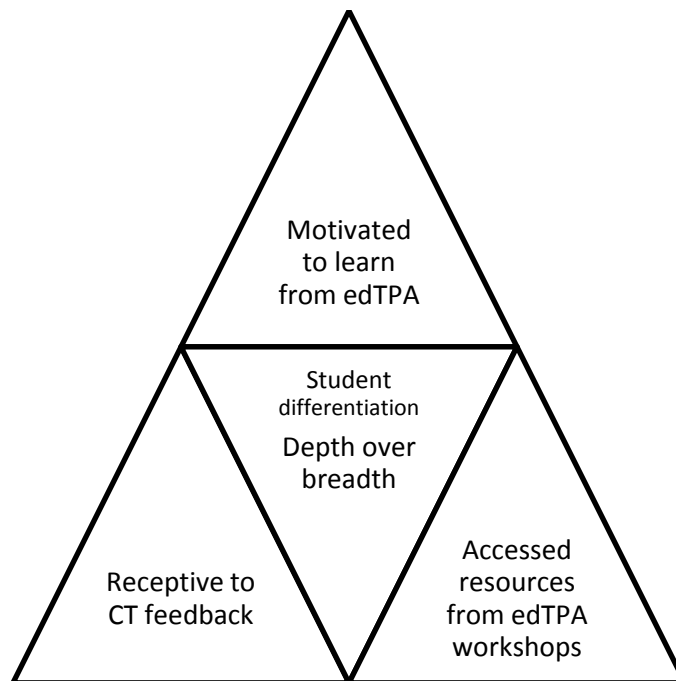 Motivated
to learn
from edTPA
Student
differentiation
Depth over
breadth
Receptive to
CT feedback
Accessed
resources
from edTPA
workshops